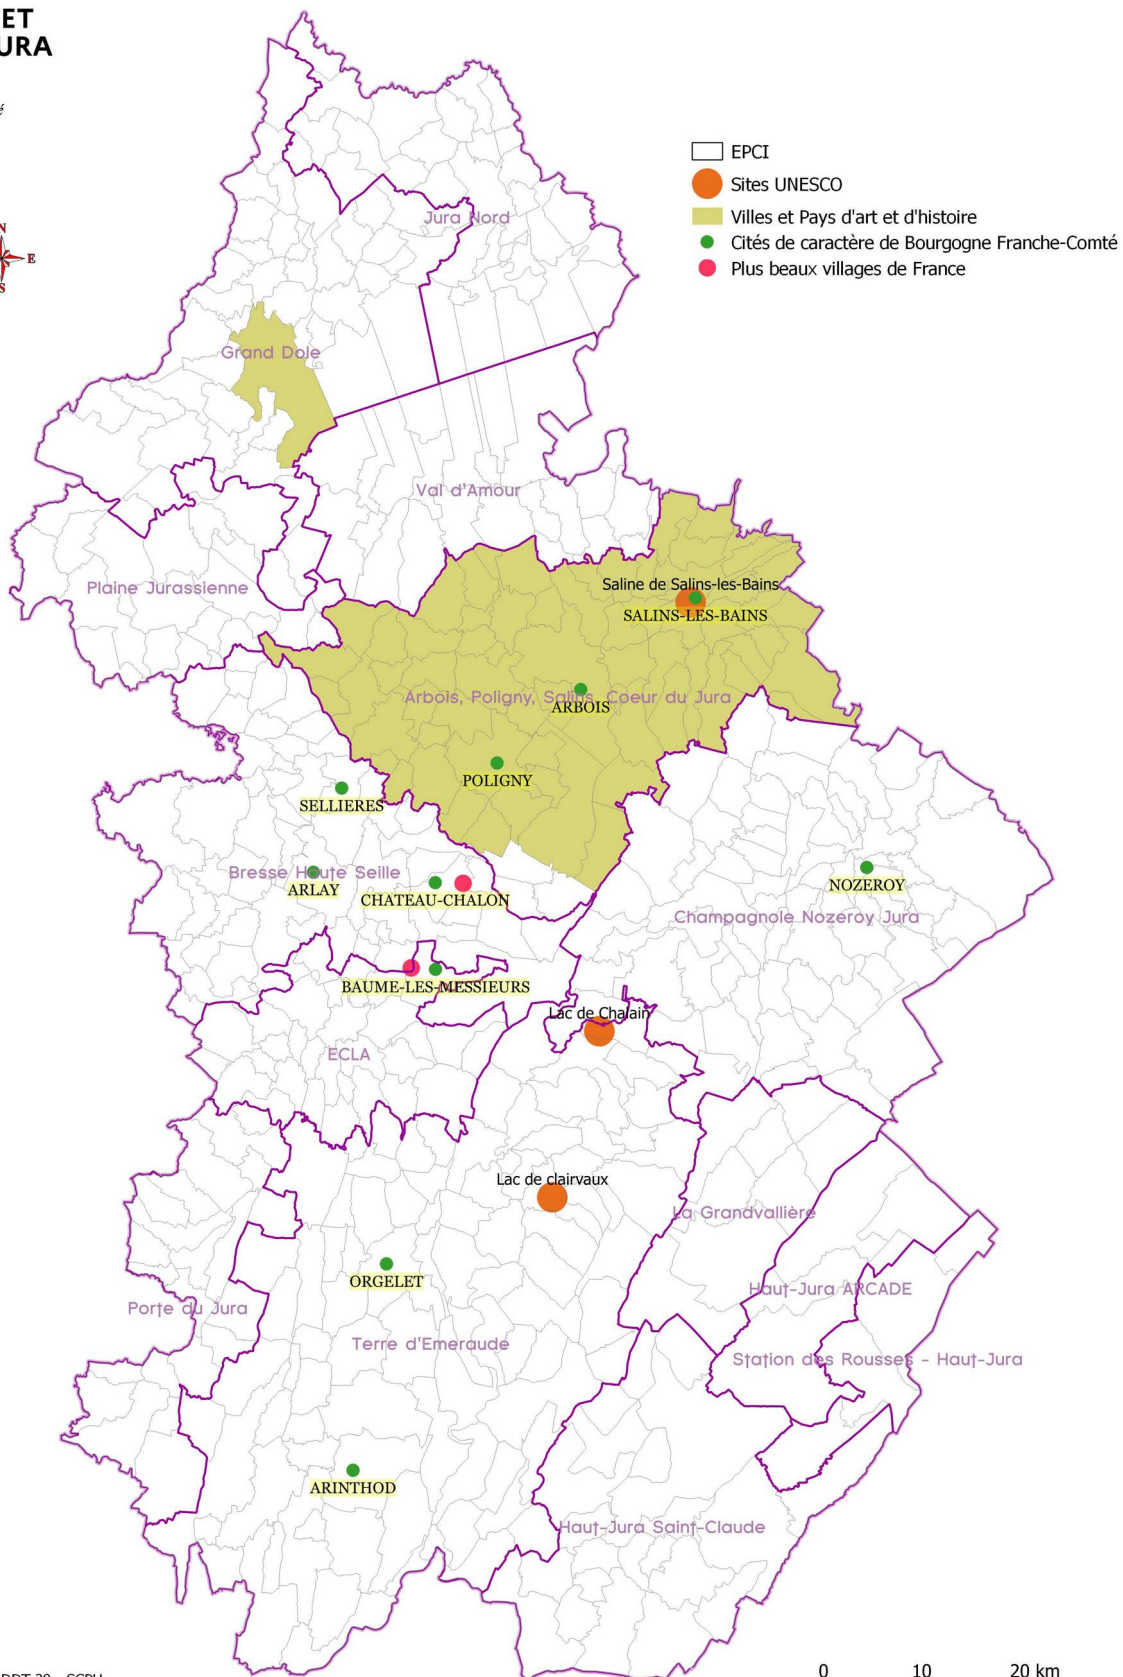 ET
URA
é
N
E
S
EPCI
Sites UNESCO
Villes et Pays d'art et d'histoire
Cités de caractère de Bourgogne Franche-Comté
Plus beaux villages de France
Jura Nord
Grand Dole
Val d'Amour
Plaine Jurassienne
Saline de Salins-les-Bains
SALINS-LES-BAINS
Arbois, Poligny, Salins, Coeur du Jura
ARBOIS
POLIGNY
SELLIERES
Bresse Haute Seille
ARLAY
CHATEAU-CHALON
NOZEROY
Champagnole Nozeroy Jura
BAUME-LES-MESSIEURS
Lac de Chalain
ECLA
Lac de clairvaux
La Grandvallière
ORGELET
Haut-Jura ARCADE
Porte du Jura
Terre d'Emeraude
Station des Rousses - Haut-Jura
ARINTHOD
Haut-Jura Saint-Claude
0 10 20 km